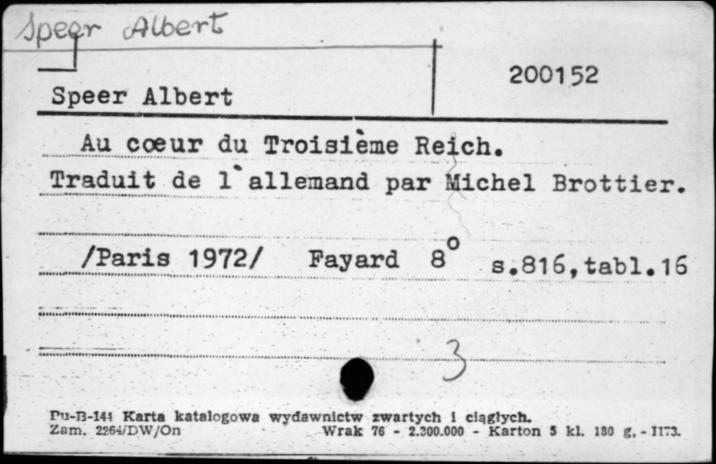 Speer Albert
200152
Speer Albert
Au cœur du Troisième Reich.
Traduit de l`allemand par Michel Brottier.
/Paris 1972/ Fayard 8° s.816,tabl.16
3
Pu-B-141 Karta katalogowa wydawnictw zwartych i ciągłych.
Zam. 2264/DW/On Wrak 76 - 2.300.000 - Karton 5 kl. 180 g. - II73.